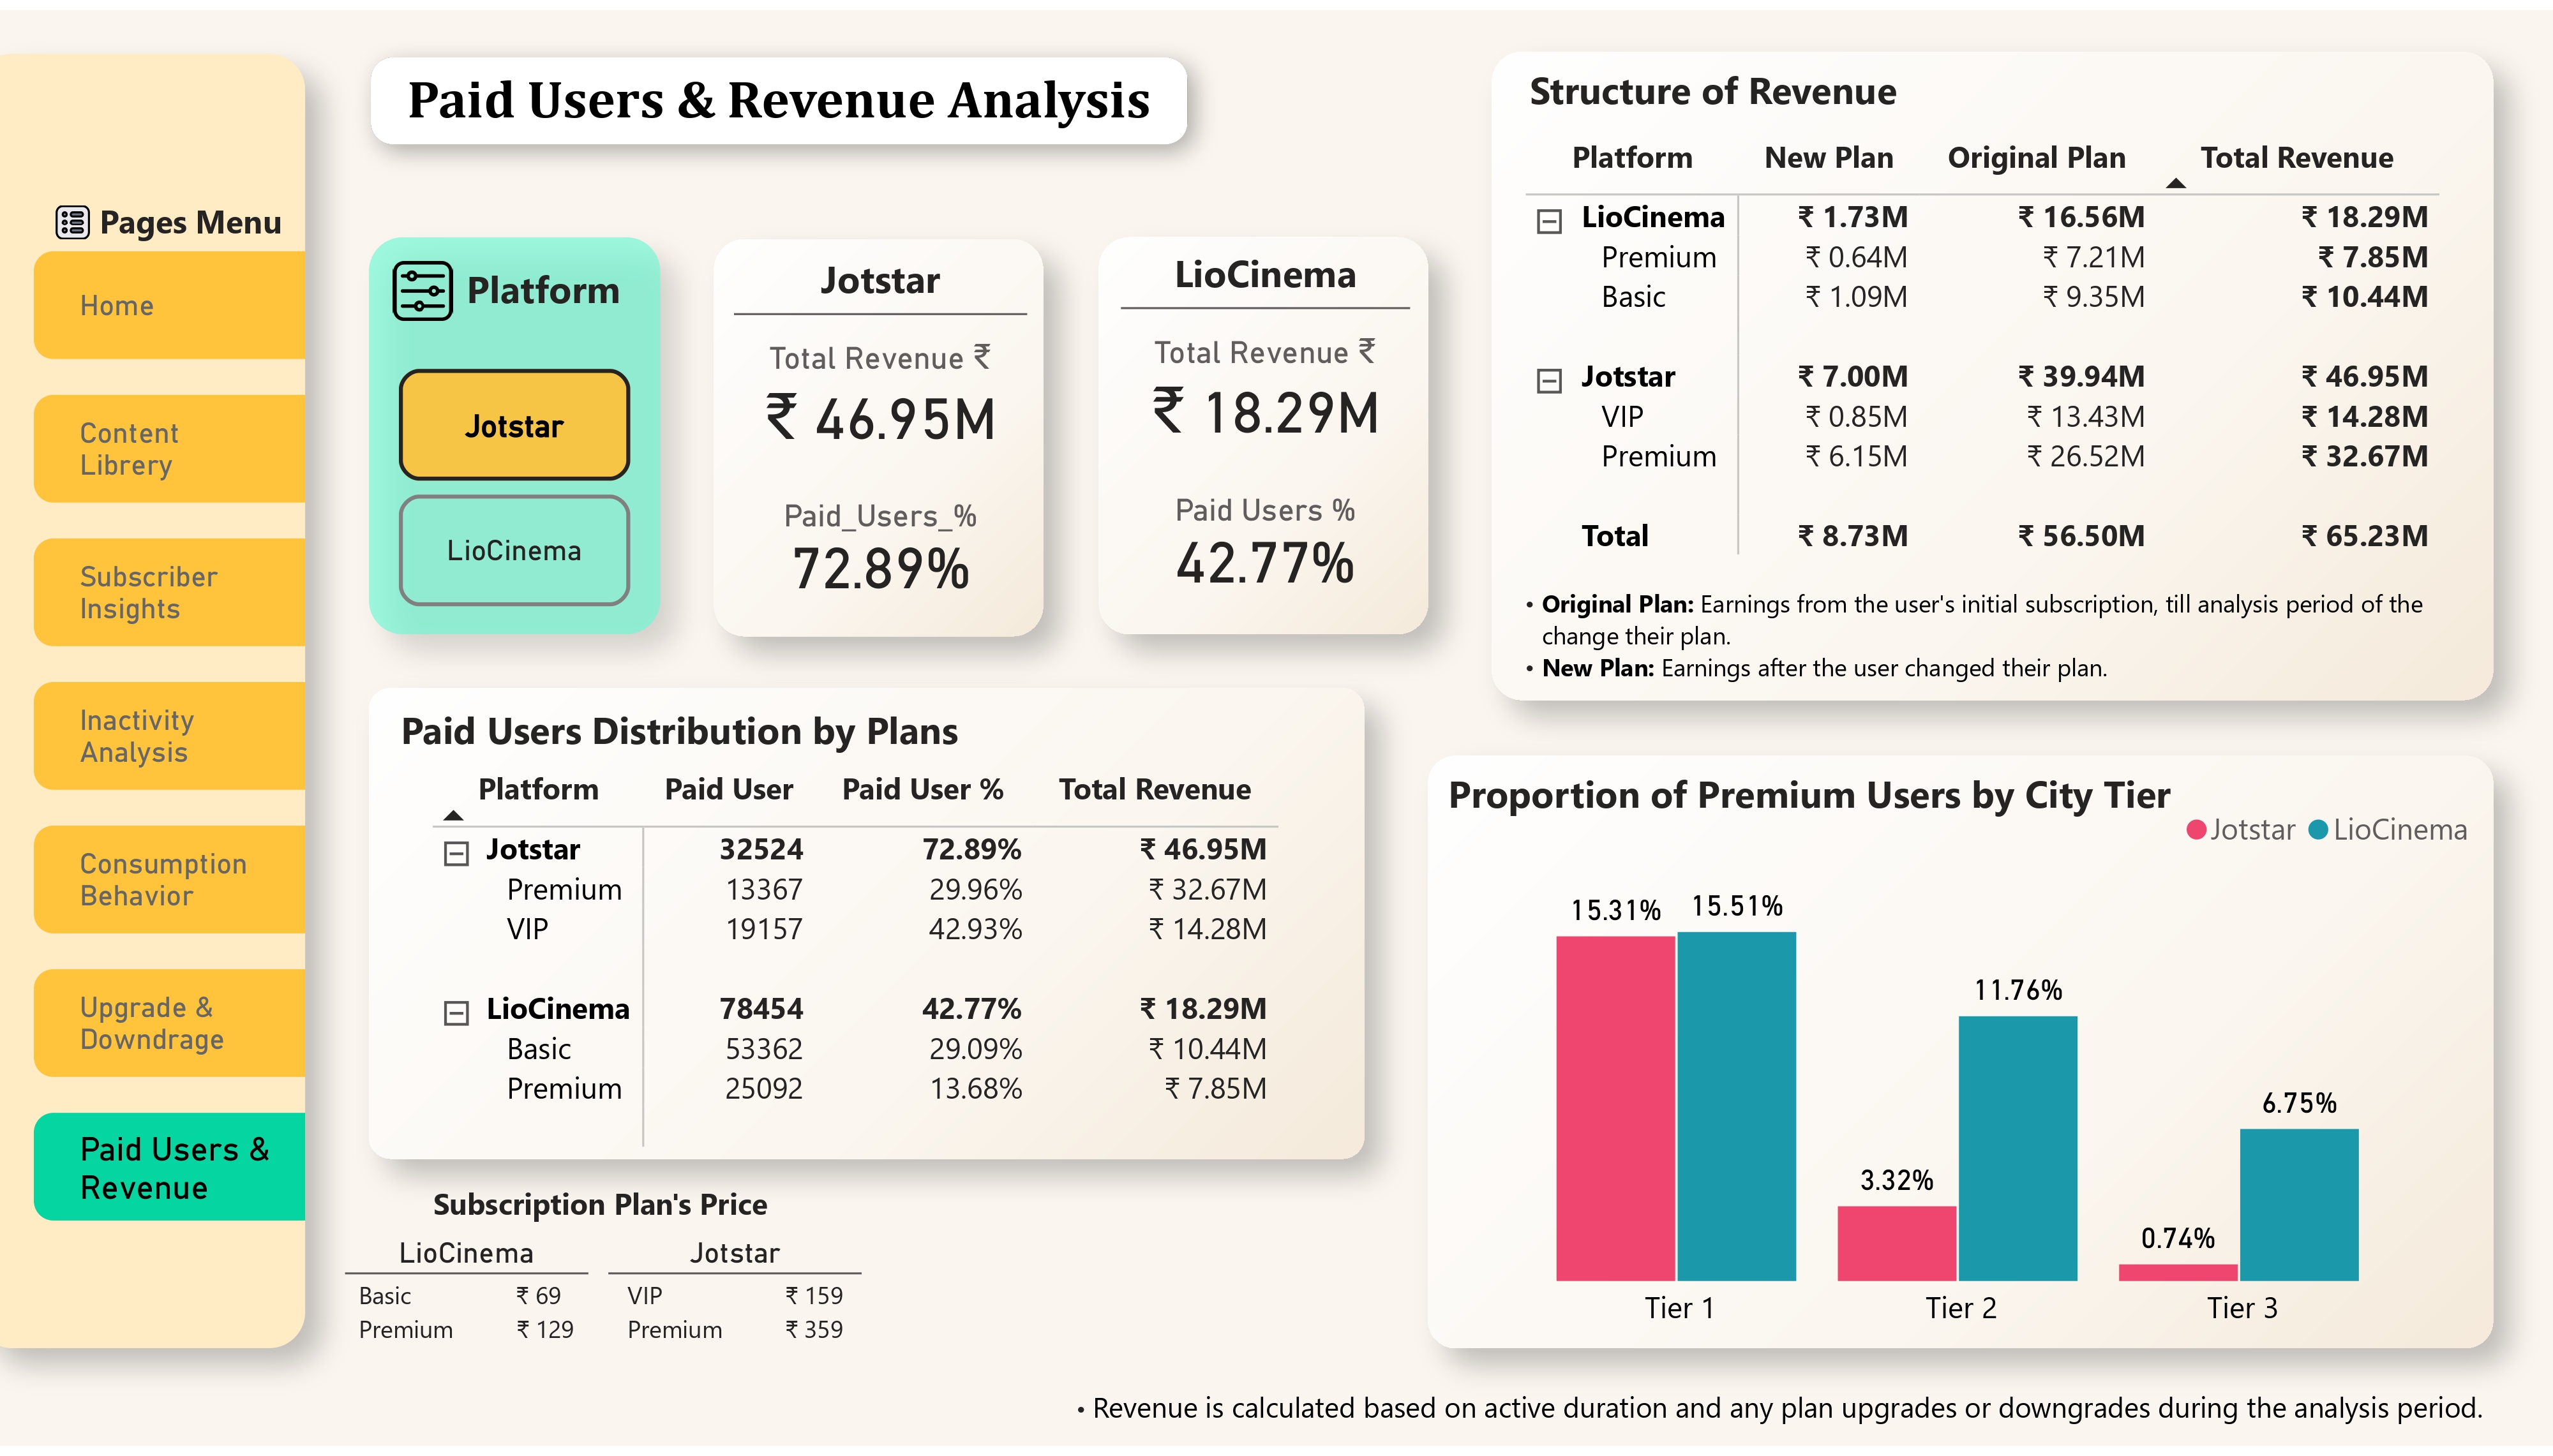 Pages Menu
Home
Content
Librery
Subscriber
Insights
Inactivity
Analysis
Consumption
Behavior
Upgrade &
Downdrage
Paid Users &
Revenue
Paid Users & Revenue Analysis
Platform
Jotstar
LioCinema
Jotstar
Total Revenue ₹
₹ 46.95M
Paid_Users_%
72.89%
LioCinema
Total Revenue ₹
₹ 18.29M
Paid Users %
42.77%
Structure of Revenue
Platform New Plan Original Plan Total Revenue
LioCinema ₹ 1.73M ₹ 16.56M ₹ 18.29M
Premium ₹ 0.64M ₹ 7.21M ₹ 7.85M
Basic ₹ 1.09M ₹ 9.35M ₹ 10.44M
Jotstar ₹ 7.00M ₹ 39.94M ₹ 46.95M
VIP ₹ 0.85M ₹ 13.43M ₹ 14.28M
Premium ₹ 6.15M ₹ 26.52M ₹ 32.67M
Total ₹ 8.73M ₹ 56.50M ₹ 65.23M
• Original Plan: Earnings from the user's initial subscription, till analysis period of the
change their plan.
• New Plan: Earnings after the user changed their plan.
Paid Users Distribution by Plans
Platform Paid User Paid User % Total Revenue
Jotstar 32524 72.89% ₹ 46.95M
Premium 13367 29.96% ₹ 32.67M
VIP 19157 42.93% ₹ 14.28M
LioCinema 78454 42.77% ₹ 18.29M
Basic 53362 29.09% ₹ 10.44M
Premium 25092 13.68% ₹ 7.85M
Subscription Plan's Price
LioCinema Jotstar
Basic ₹ 69 VIP ₹ 159
Premium ₹ 129 Premium ₹ 359
Proportion of Premium Users by City Tier
Jotstar LioCinema
15.31% 15.51%
11.76%
3.32%
6.75%
0.74%
Tier 1 Tier 2 Tier 3
• Revenue is calculated based on active duration and any plan upgrades or downgrades during the analysis period.